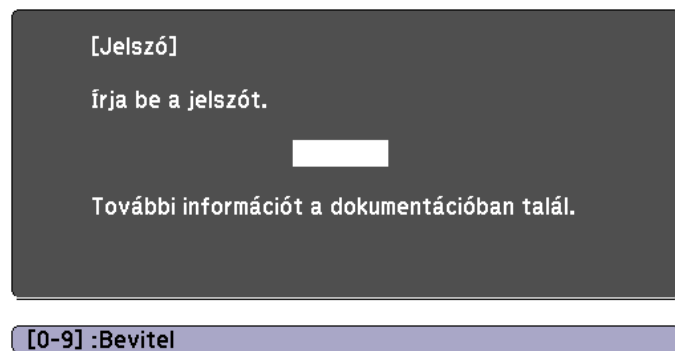 [Jelszó]
Írja be a jelszót.
További információt a dokumentációban talál.
[0-9] :Bevitel